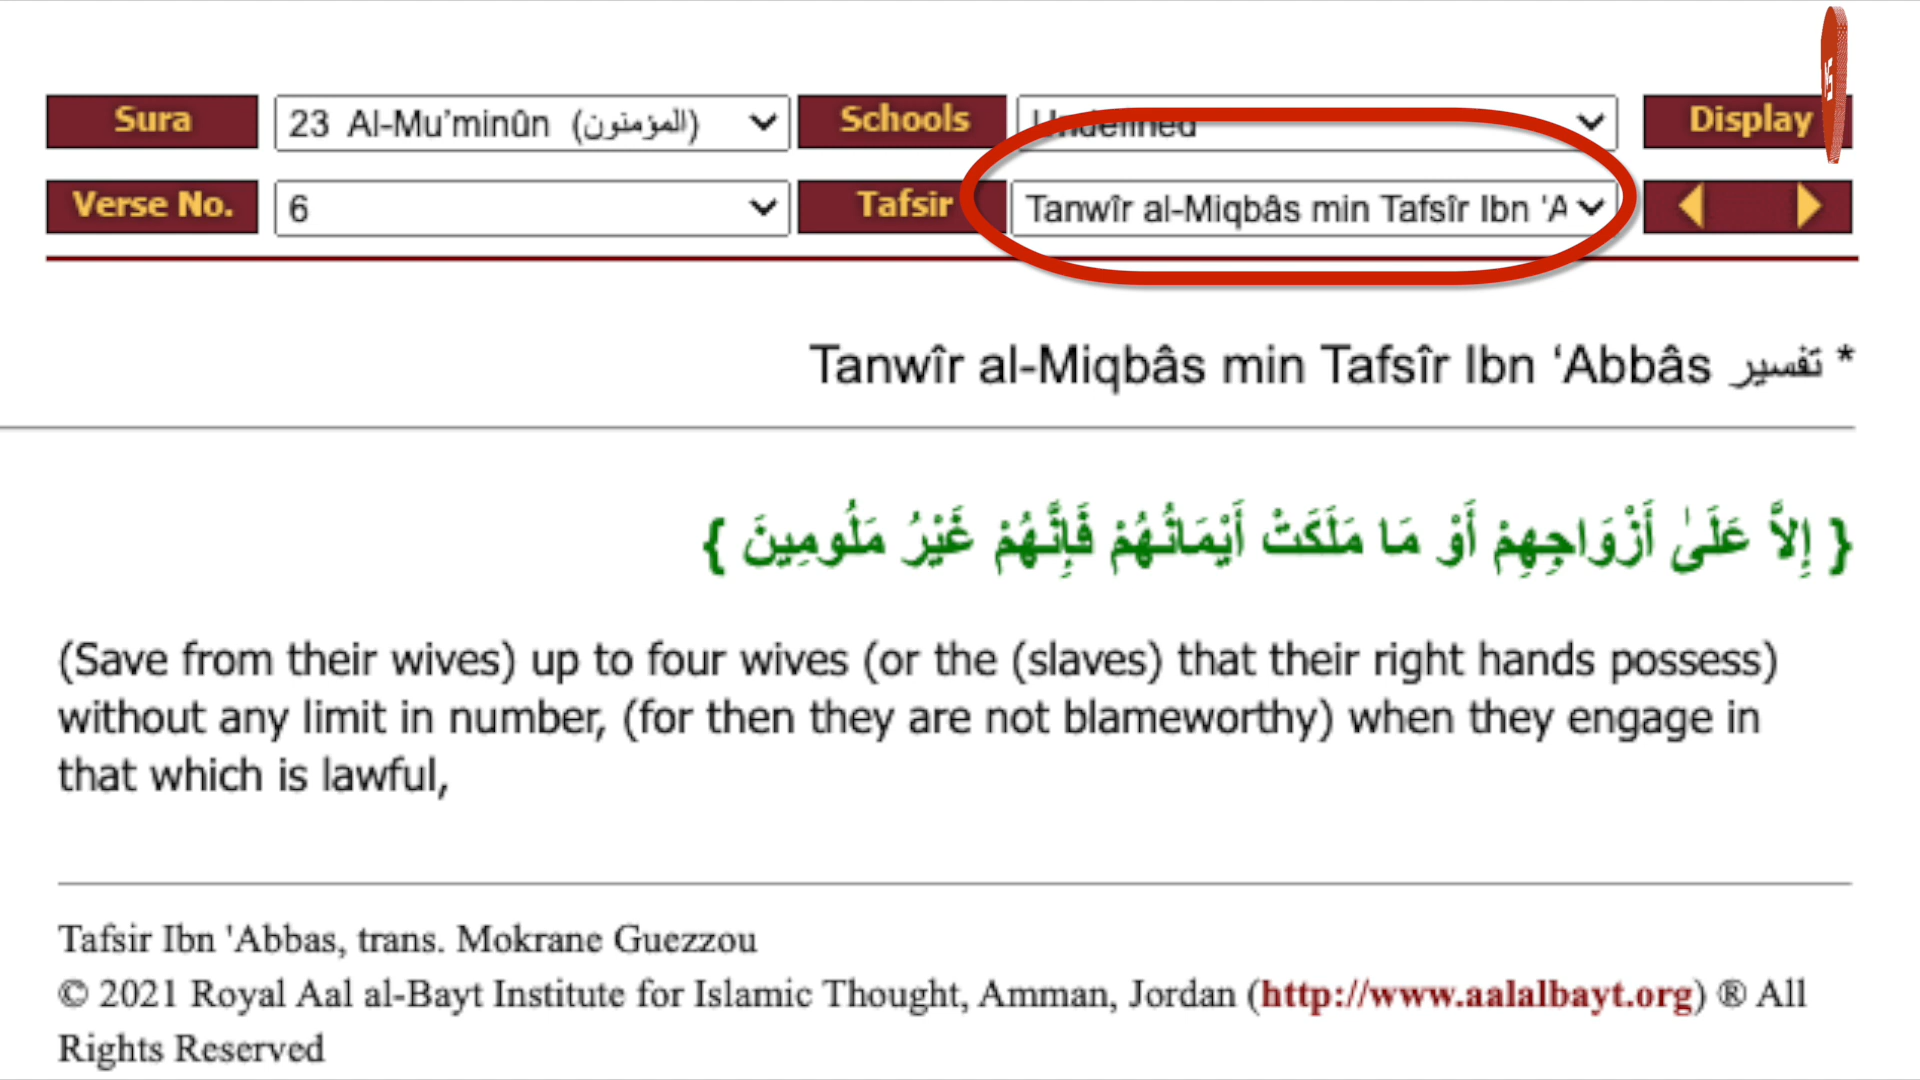 Sura
23 Al-Mu’minûn (المؤمنون)
Schools
Undefined
Display
Verse No.
6
Tafsir
Tanwîr al-Miqbâs min Tafsîr Ibn ‘A
Tanwîr al-Miqbâs min Tafsîr Ibn ‘Abbâs تفسير *
{ إِلاَّ عَلَىٰ أَزْوَاجِهِمْ أَوْ مَا مَلَكَتْ أَيْمَانُهُمْ فَإِنَّهُمْ غَيْرُ مَلُومِينَ }
(Save from their wives) up to four wives (or the (slaves) that their right hands possess)
without any limit in number, (for then they are not blameworthy) when they engage in
that which is lawful,
Tafsir Ibn 'Abbas, trans. Mokrane Guezzou
© 2021 Royal Aal al-Bayt Institute for Islamic Thought, Amman, Jordan (http://www.aalalbayt.org) ® All
Rights Reserved